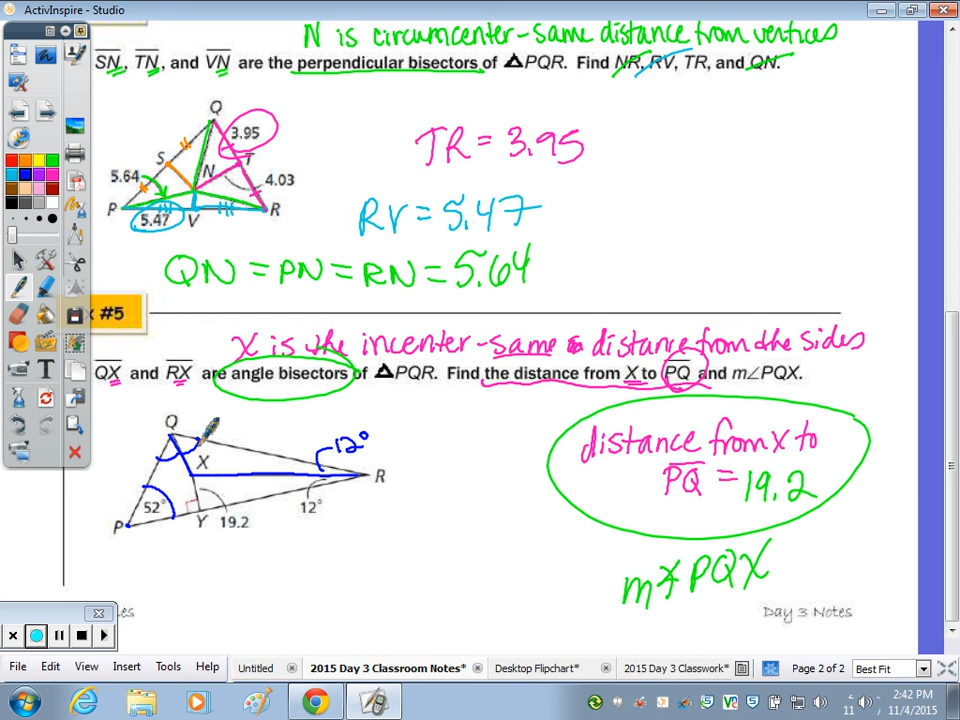 ActivInspire - Studio
N is circumcenter - same distance from vertices
SN, TN, and VN are the perpendicular bisectors of △PQR. Find NR, RV, TR, and QN.
Q
3.95
S
T
N
5.64
4.03
P
5.47
V
R
TR = 3.95
RV = 5.47
QN = PN = RN = 5.64
x #5
X is the incenter - same distance from the sides
QX and RX are angle bisectors of △PQR. Find the distance from X to PQ and m∠PQX.
Q
12°
X
R
52°
P
Y
19.2
12°
distance from x to
PQ = 19.2
m∡PQX
Day 3 Notes
File Edit View Insert Tools Help
Untitled
2015 Day 3 Classroom Notes*
Desktop Flipchart*
2015 Day 3 Classwork*
Page 2 of 2
Best Fit
2:42 PM
11/4/2015